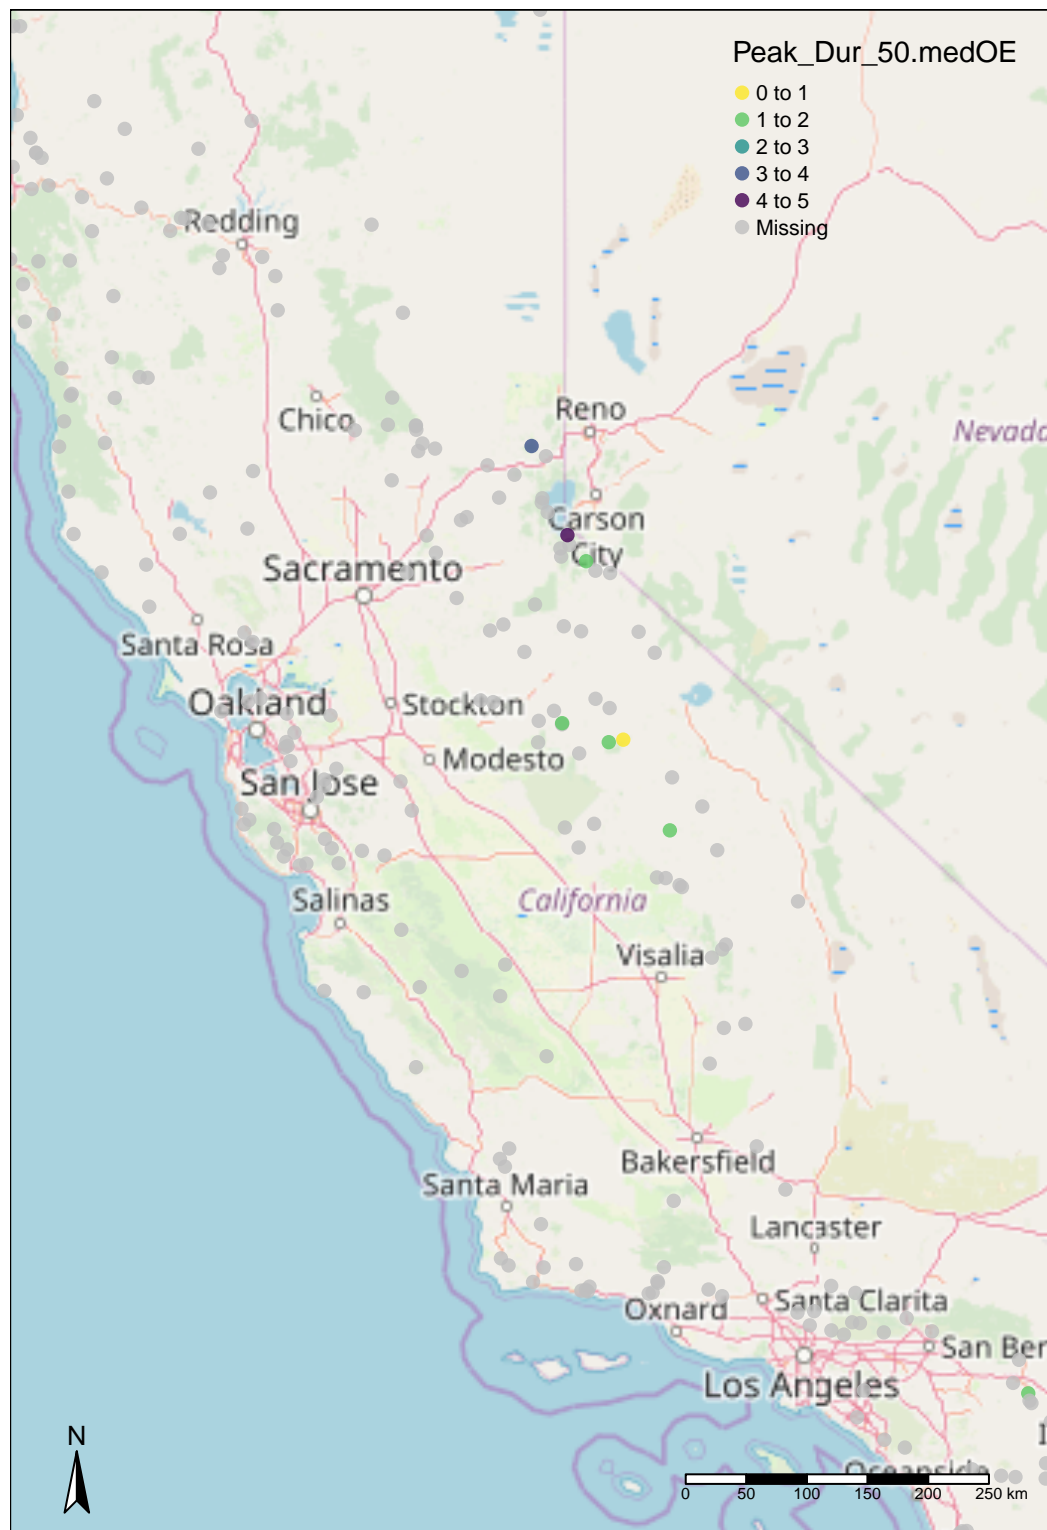 Peak_Dur_50.medOE
0 to 1
1 to 2
2 to 3
3 to 4
4 to 5
Missing
Redding
Chico
Reno
Nevada
Carson
City
Sacramento
Santa Rosa
Oakland
Stockton
Modesto
San Jose
Salinas
California
Visalia
Bakersfield
Santa Maria
Lancaster
Santa Clarita
Oxnard
San Ber
Los Angeles
Oceanside
N
0 50 100 150 200 250 km